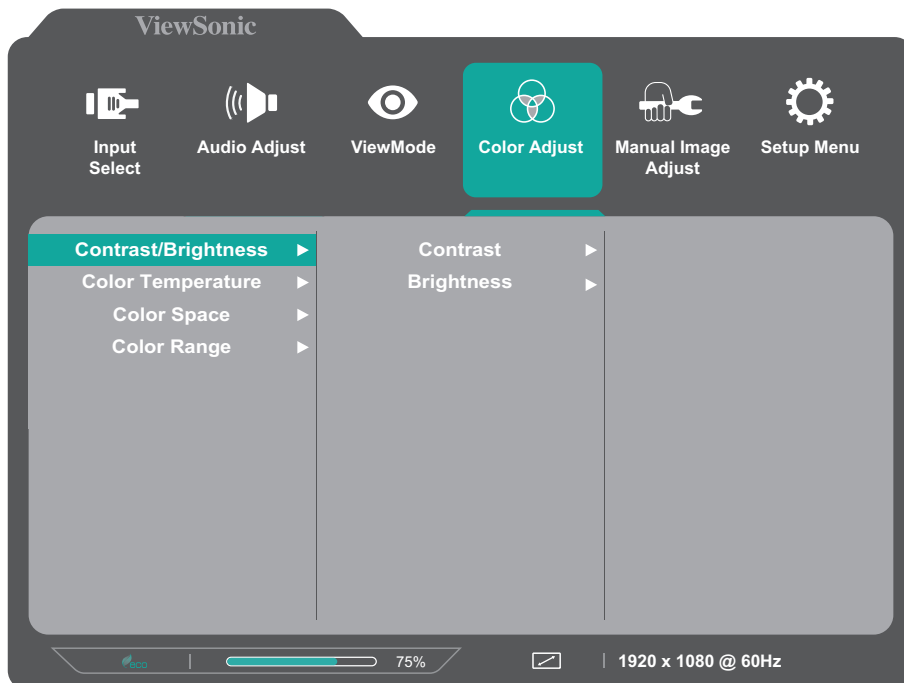 ViewSonic
Input Select
Audio Adjust
ViewMode
Color Adjust
Manual Image Adjust
Setup Menu
Contrast/Brightness
Contrast
Color Temperature
Brightness
Color Space
Color Range
eco
75%
1920 x 1080 @ 60Hz